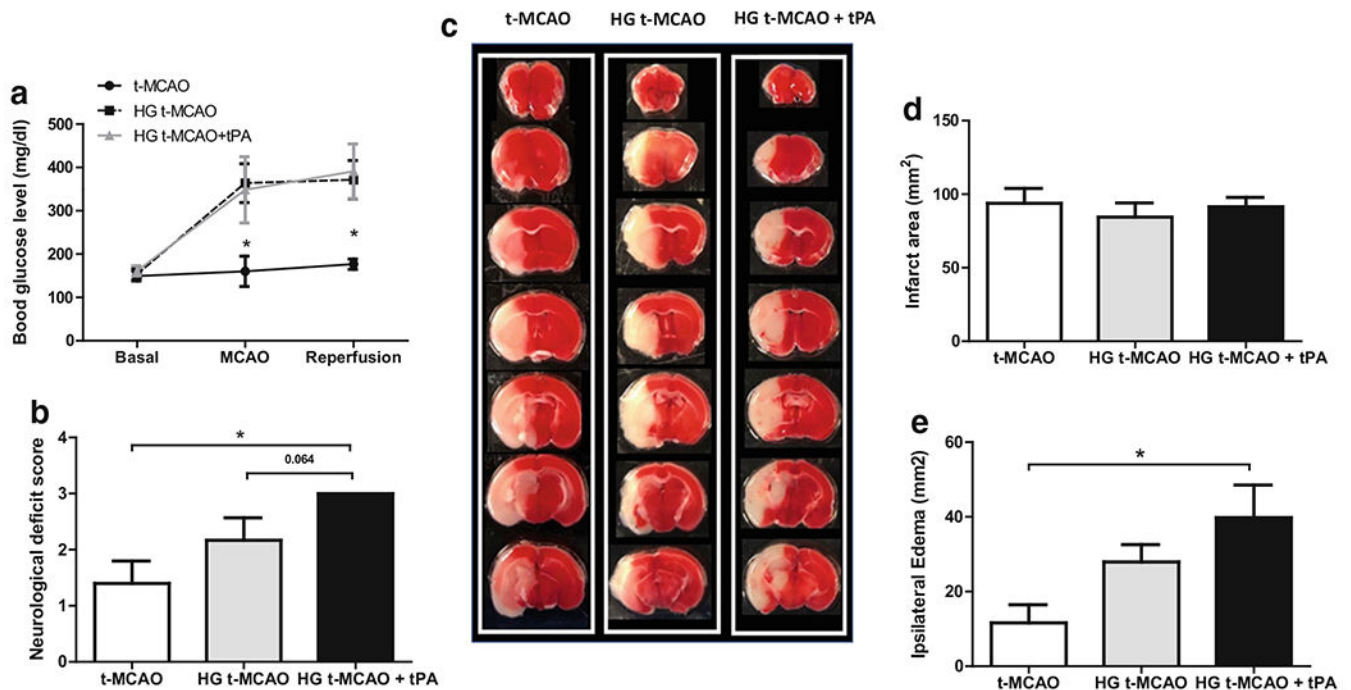 a
t-MCAO
HG t-MCAO
HG t-MCAO+tPA
Bood glucose level (mg/dl)
500
400
300
200
100
0
*
*
Basal MCAO Reperfusion
b
Neurological deficit score
4
3
2
1
0
*
0.064
t-MCAO HG t-MCAO HG t-MCAO + tPA
c
t-MCAO HG t-MCAO HG t-MCAO + tPA
d
Infarct area (mm²)
150
100
50
0
t-MCAO HG t-MCAO HG t-MCAO + tPA
e
Ipsilateral Edema (mm2)
60
40
20
0
*
t-MCAO HG t-MCAO HG t-MCAO + tPA